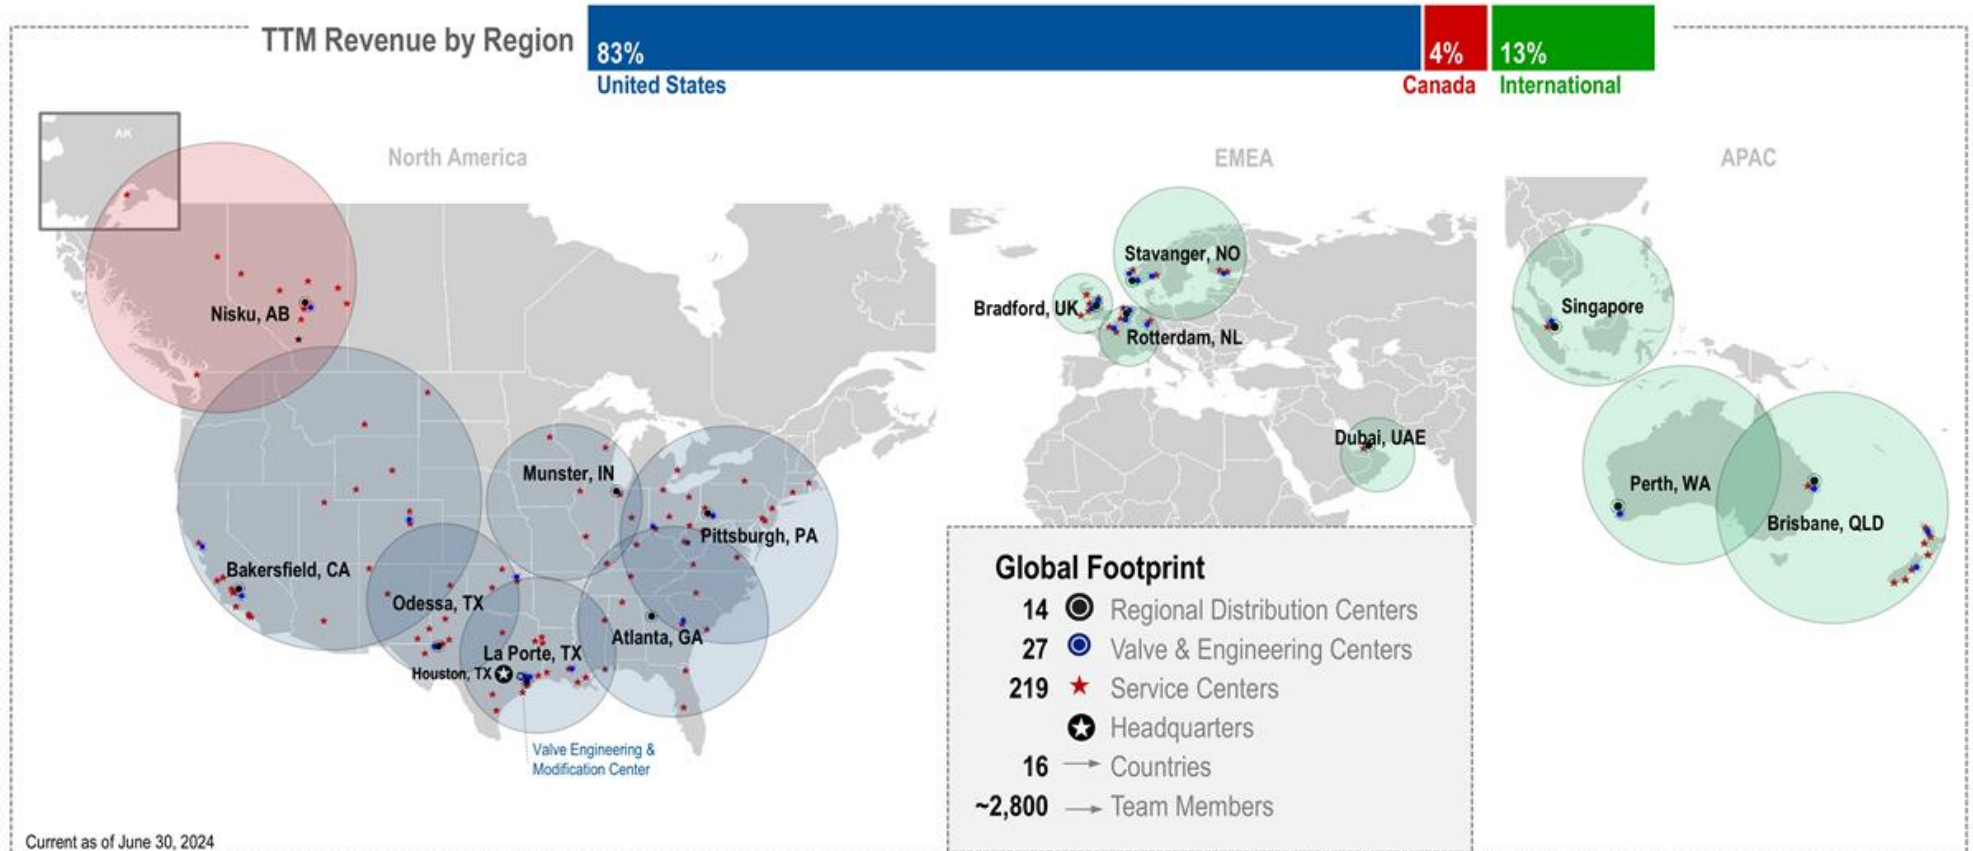 TTM Revenue by Region
83%
4%
13%
United States
Canada
International
AK
North America
EMEA
APAC
Nisku, AB
Munster, IN
Pittsburgh, PA
Bakersfield, CA
Odessa, TX
Atlanta, GA
La Porte, TX
Houston, TX
Valve Engineering &
Modification Center
Stavanger, NO
Bradford, UK
Rotterdam, NL
Dubai, UAE
Singapore
Perth, WA
Brisbane, QLD
Global Footprint
14 Regional Distribution Centers
27 Valve & Engineering Centers
219 Service Centers
Headquarters
16 Countries
~2,800 Team Members
Current as of June 30, 2024